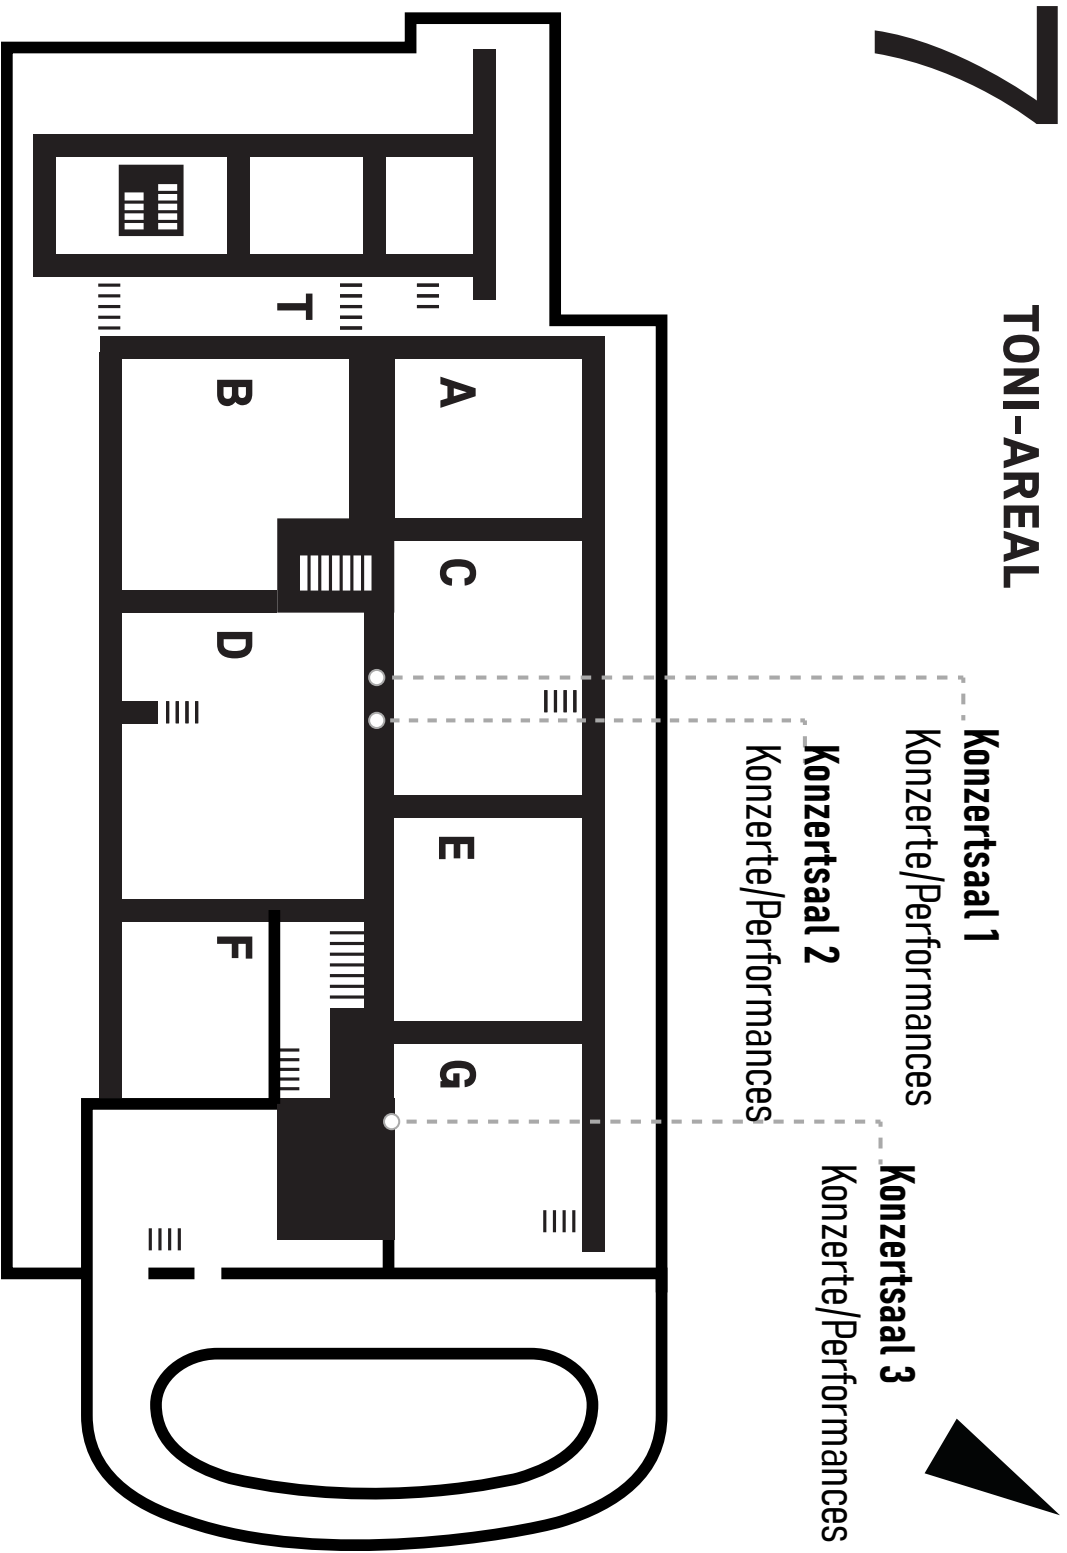 7
TONI-AREAL
Konzertsaal 1
Konzerte/Performances
Konzertsaal 3
Konzerte/Performances
Konzertsaal 2
Konzerte/Performances
A
C
E
G
T
B
D
F